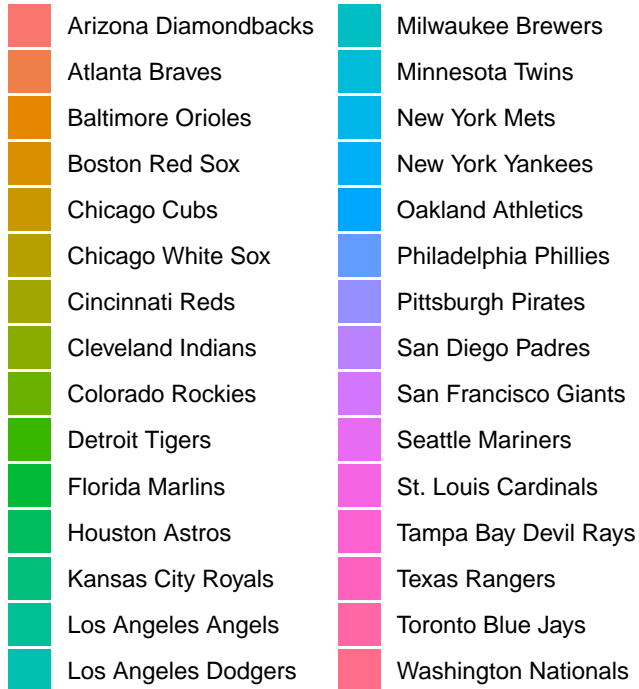 Arizona Diamondbacks
Atlanta Braves
Baltimore Orioles
Boston Red Sox
Chicago Cubs
Chicago White Sox
Cincinnati Reds
Cleveland Indians
Colorado Rockies
Detroit Tigers
Florida Marlins
Houston Astros
Kansas City Royals
Los Angeles Angels
Los Angeles Dodgers
Milwaukee Brewers
Minnesota Twins
New York Mets
New York Yankees
Oakland Athletics
Philadelphia Phillies
Pittsburgh Pirates
San Diego Padres
San Francisco Giants
Seattle Mariners
St. Louis Cardinals
Tampa Bay Devil Rays
Texas Rangers
Toronto Blue Jays
Washington Nationals